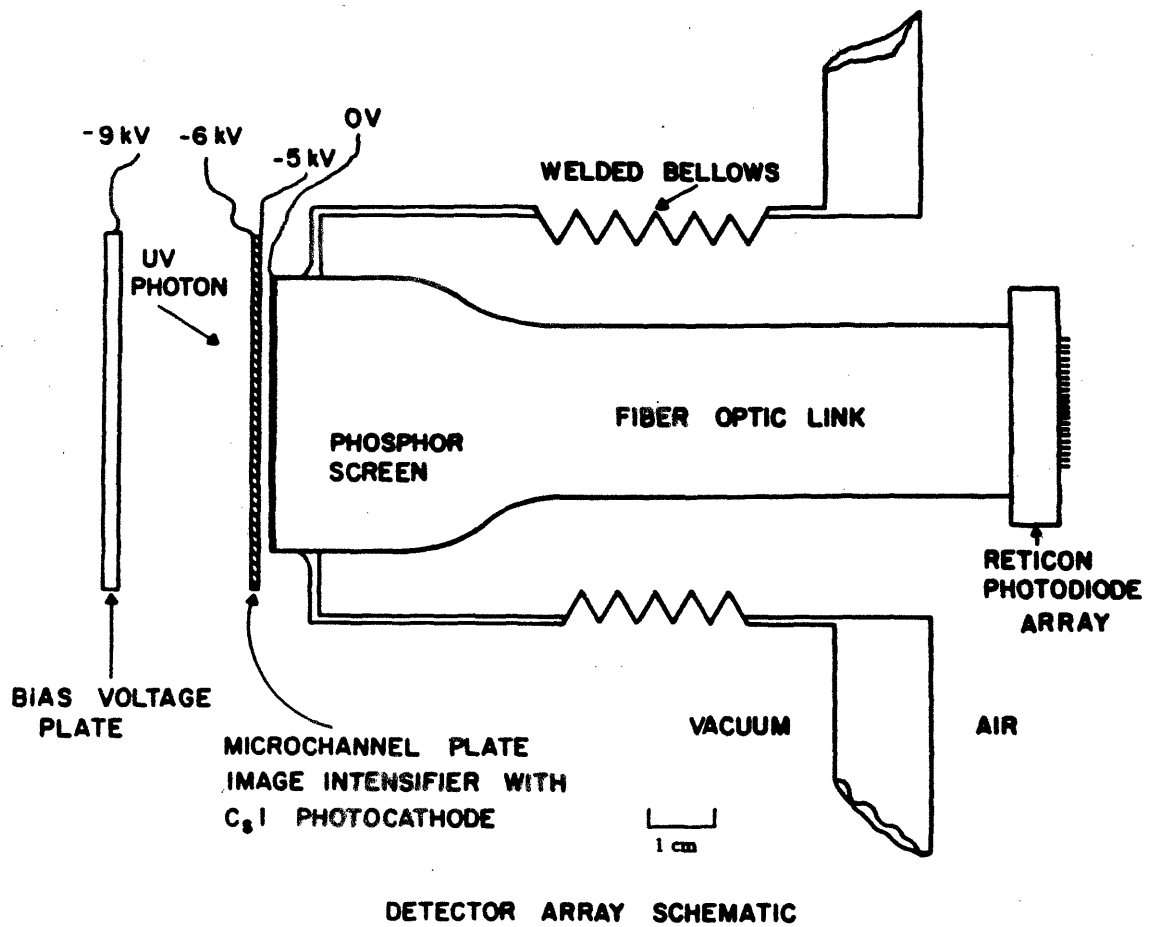 -9 kV
-6 kV
-5 kV
0V
WELDED BELLOWS
UV
PHOTON
PHOSPHOR
SCREEN
FIBER OPTIC LINK
RETICON
PHOTODIODE
ARRAY
BIAS VOLTAGE
PLATE
MICROCHANNEL PLATE
IMAGE INTENSIFIER WITH
CsI PHOTOCATHODE
VACUUM
AIR
1 cm
DETECTOR ARRAY SCHEMATIC